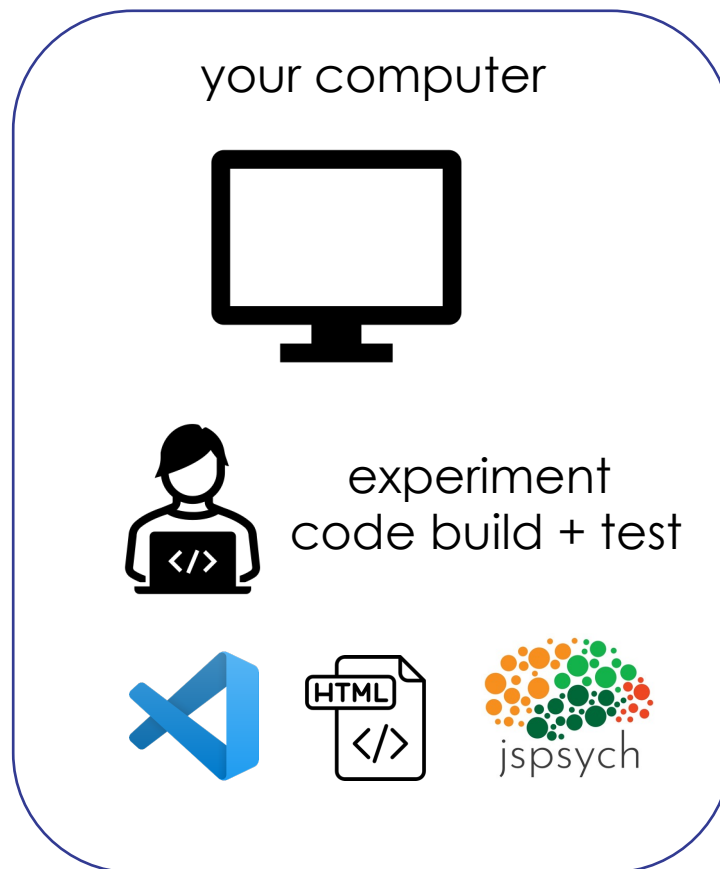 your computer
experiment
code build + test
</>
HTML
</>
jspsych